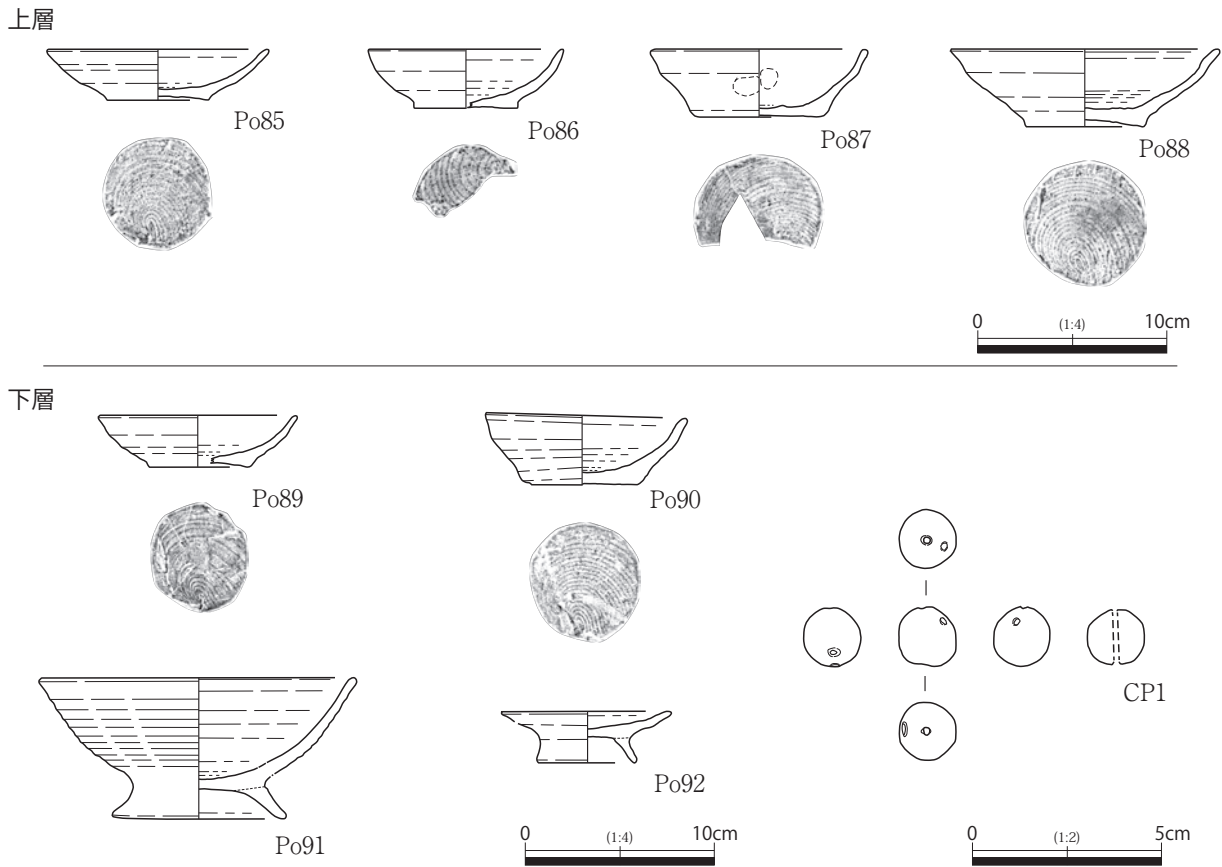 上層
Po85
Po86
Po87
Po88
0 (1:4) 10cm
下層
Po89
Po90
CP1
Po91
Po92
0 (1:4) 10cm
0 (1:2) 5cm